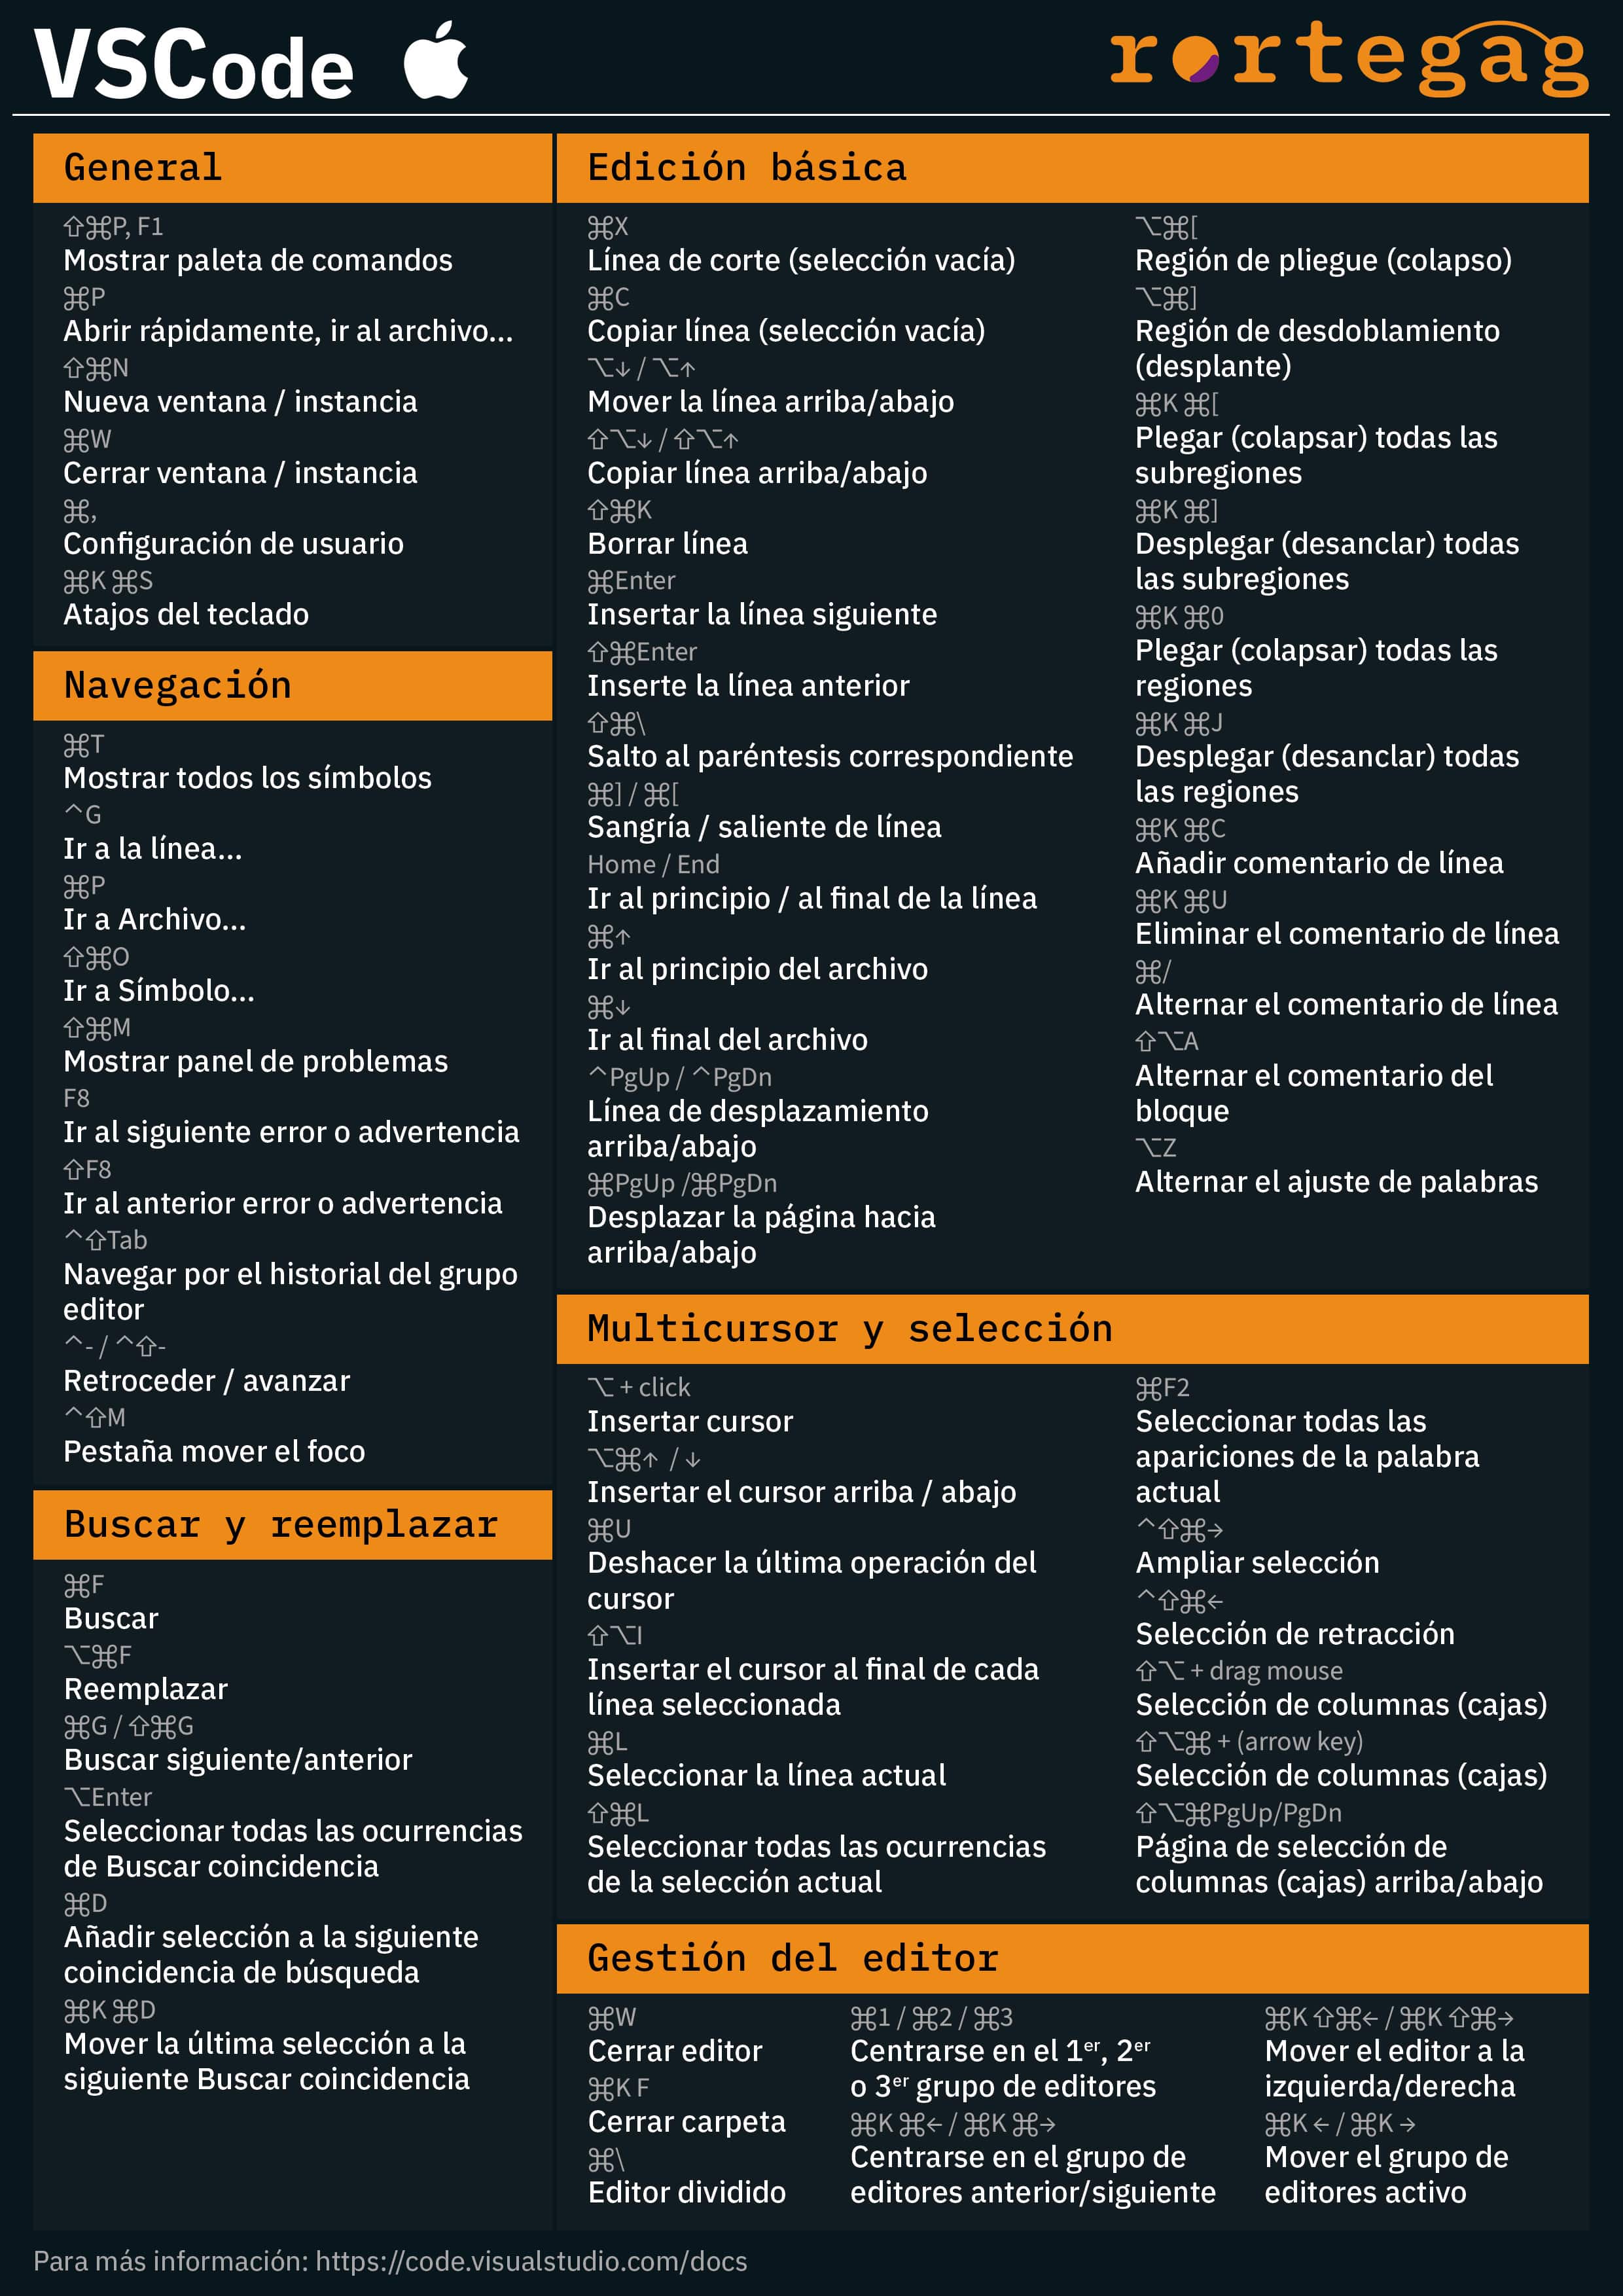 VSCode
rortegag
General
⇧⌘P, F1
Mostrar paleta de comandos
⌘P
Abrir rápidamente, ir al archivo...
⇧⌘N
Nueva ventana / instancia
⌘W
Cerrar ventana / instancia
⌘,
Configuración de usuario
⌘K ⌘S
Atajos del teclado
Navegación
⌘T
Mostrar todos los símbolos
^G
Ir a la línea...
⌘P
Ir a Archivo...
⇧⌘O
Ir a Símbolo...
⇧⌘M
Mostrar panel de problemas
F8
Ir al siguiente error o advertencia
⇧F8
Ir al anterior error o advertencia
^⇧Tab
Navegar por el historial del grupo
editor
^- / ^⇧-
Retroceder / avanzar
^⇧M
Pestaña mover el foco
Buscar y reemplazar
⌘F
Buscar
⌥⌘F
Reemplazar
⌘G / ⇧⌘G
Buscar siguiente/anterior
⌥Enter
Seleccionar todas las ocurrencias
de Buscar coincidencia
⌘D
Añadir selección a la siguiente
coincidencia de búsqueda
⌘K ⌘D
Mover la última selección a la
siguiente Buscar coincidencia
Edición básica
⌘X
Línea de corte (selección vacía)
⌘C
Copiar línea (selección vacía)
⌥↓ / ⌥↑
Mover la línea arriba/abajo
⇧⌥↓ / ⇧⌥↑
Copiar línea arriba/abajo
⇧⌘K
Borrar línea
⌘Enter
Insertar la línea siguiente
⇧⌘Enter
Inserte la línea anterior
⇧⌘\
Salto al paréntesis correspondiente
⌘] / ⌘[
Sangría / saliente de línea
Home / End
Ir al principio / al final de la línea
⌘↑
Ir al principio del archivo
⌘↓
Ir al final del archivo
^PgUp / ^PgDn
Línea de desplazamiento
arriba/abajo
⌘PgUp /⌘PgDn
Desplazar la página hacia
arriba/abajo
⌥⌘[
Región de pliegue (colapso)
⌥⌘]
Región de desdoblamiento
(desplante)
⌘K ⌘[
Plegar (colapsar) todas las
subregiones
⌘K ⌘]
Desplegar (desanclar) todas
las subregiones
⌘K ⌘0
Plegar (colapsar) todas las
regiones
⌘K ⌘J
Desplegar (desanclar) todas
las regiones
⌘K ⌘C
Añadir comentario de línea
⌘K ⌘U
Eliminar el comentario de línea
⌘/
Alternar el comentario de línea
⇧⌥A
Alternar el comentario del
bloque
⌥Z
Alternar el ajuste de palabras
Multicursor y selección
⌥ + click
Insertar cursor
⌥⌘↑ / ↓
Insertar el cursor arriba / abajo
⌘U
Deshacer la última operación del
cursor
⇧⌥I
Insertar el cursor al final de cada
línea seleccionada
⌘L
Seleccionar la línea actual
⇧⌘L
Seleccionar todas las ocurrencias
de la selección actual
⌘F2
Seleccionar todas las
apariciones de la palabra
actual
^⇧⌘→
Ampliar selección
^⇧⌘←
Selección de retracción
⇧⌥ + drag mouse
Selección de columnas (cajas)
⇧⌥⌘ + (arrow key)
Selección de columnas (cajas)
⇧⌥⌘PgUp/PgDn
Página de selección de
columnas (cajas) arriba/abajo
Gestión del editor
⌘W
Cerrar editor
⌘K F
Cerrar carpeta
⌘\
Editor dividido
⌘1 / ⌘2 / ⌘3
Centrarse en el 1er, 2er
o 3er grupo de editores
⌘K ⌘← / ⌘K ⌘→
Centrarse en el grupo de
editores anterior/siguiente
⌘K ⇧⌘← / ⌘K ⇧⌘→
Mover el editor a la
izquierda/derecha
⌘K ← / ⌘K →
Mover el grupo de
editores activo
Para más información: https://code.visualstudio.com/docs